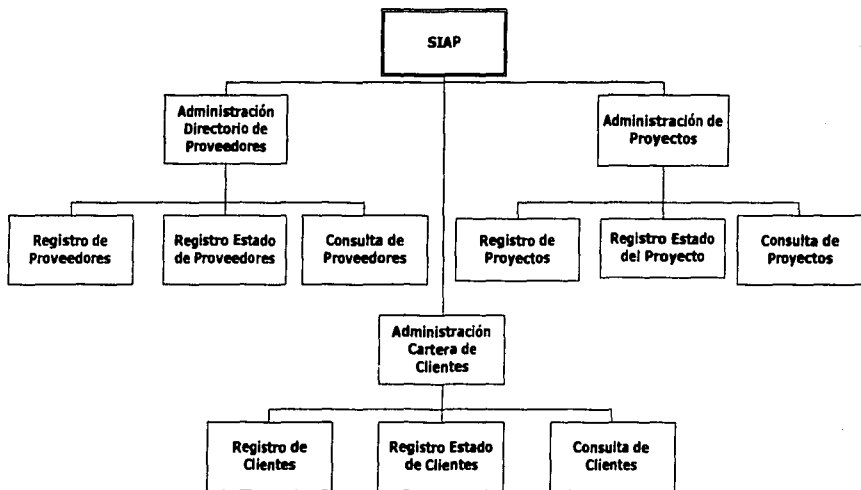 SIAP
Administración
Directorio de
Proveedores
Administración de
Proyectos
Registro de
Proveedores
Registro Estado
de Proveedores
Consulta de
Proveedores
Registro de
Proyectos
Registro Estado
del Proyecto
Consulta de
Proyectos
Administración
Cartera de
Clientes
Registro de
Clientes
Registro Estado
de Clientes
Consulta de
Clientes